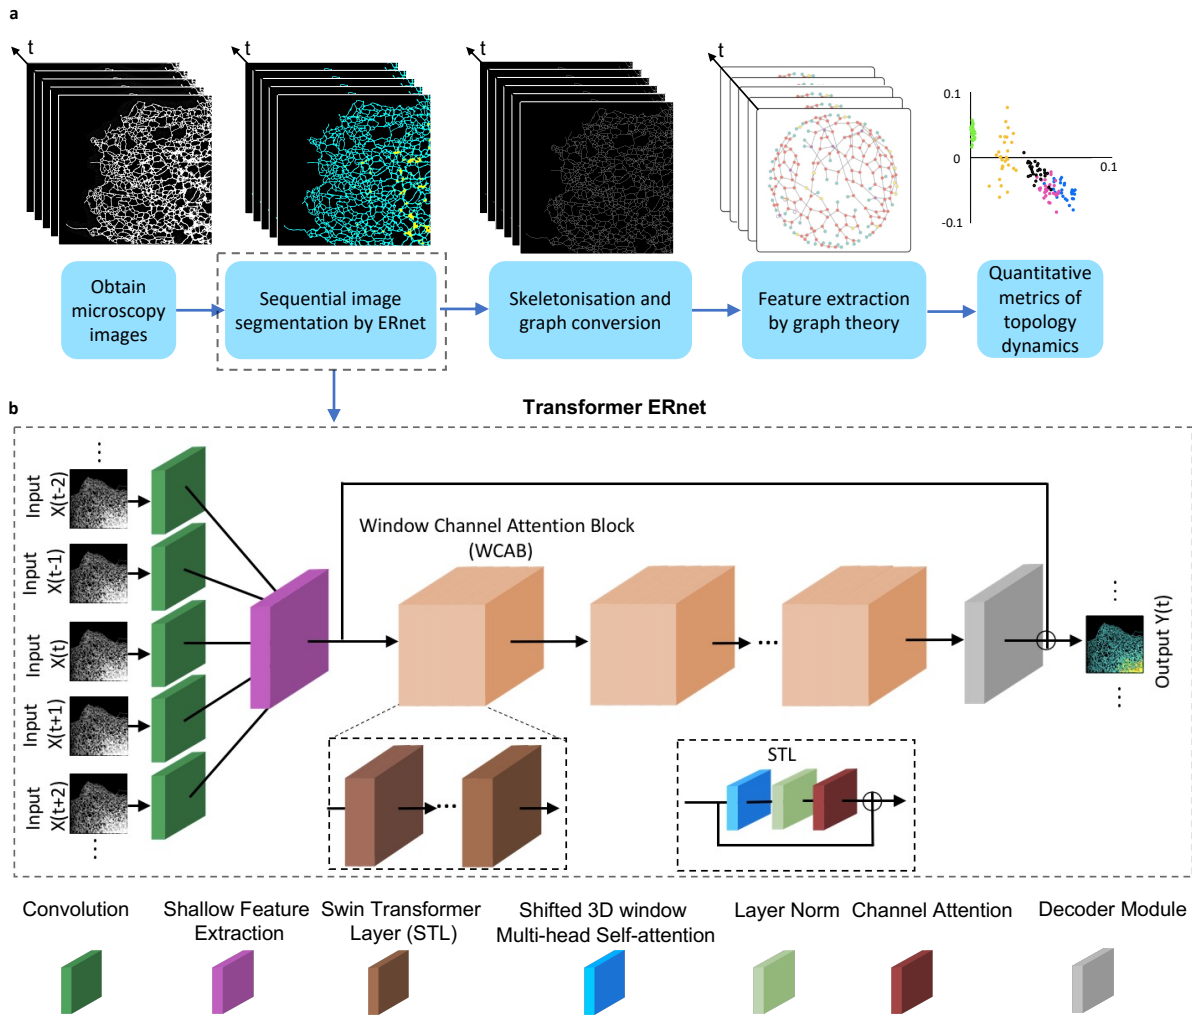 a
t
t
t
t
0.1
0
0.1
-0.1
Obtain
microscopy
images
Sequential image
segmentation by ERnet
Skeletonisation and
graph conversion
Feature extraction
by graph theory
Quantitative
metrics of
topology
dynamics
b
Transformer ERnet
Input
X(t-2)
Input
X(t-1)
Input
X(t)
Input
X(t+1)
Input
X(t+2)
Window Channel Attention Block
(WCAB)
...
...
STL
Output Y(t)
Convolution
Shallow Feature
Extraction
Swin Transformer
Layer (STL)
Shifted 3D window
Multi-head Self-attention
Layer Norm
Channel Attention
Decoder Module